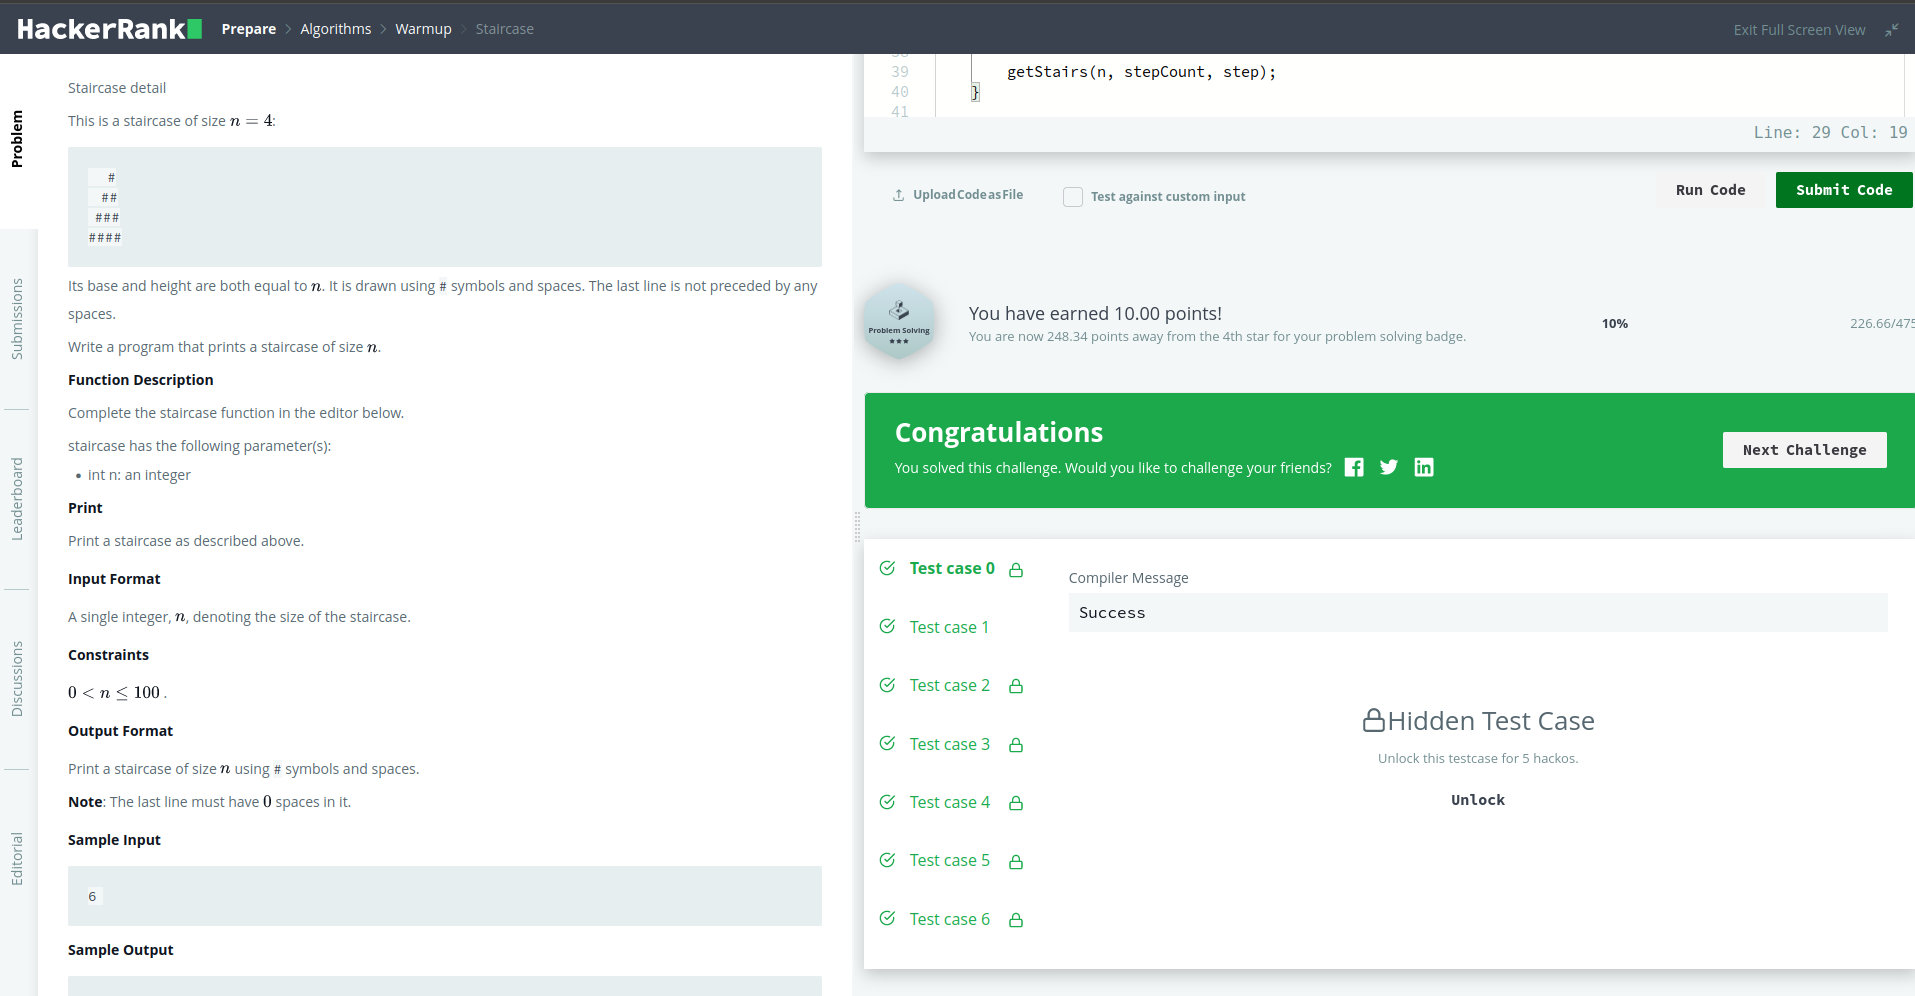 HackerRank
Prepare > Algorithms > Warmup > Staircase
Exit Full Screen View
Problem
Submissions
Leaderboard
Discussions
Editorial
Staircase detail
This is a staircase of size n = 4:
   #
  ##
 ###
####
Its base and height are both equal to n. It is drawn using # symbols and spaces. The last line is not preceded by any
spaces.
Write a program that prints a staircase of size n.
Function Description
Complete the staircase function in the editor below.
staircase has the following parameter(s):
• int n: an integer
Print
Print a staircase as described above.
Input Format
A single integer, n, denoting the size of the staircase.
Constraints
0 < n ≤ 100 .
Output Format
Print a staircase of size n using # symbols and spaces.
Note: The last line must have 0 spaces in it.
Sample Input
6
Sample Output
38
39 getStairs(n, stepCount, step);
40 }
41
Line: 29 Col: 19
Upload Code as File
Test against custom input
Run Code
Submit Code
Problem Solving
★★★
You have earned 10.00 points!
You are now 248.34 points away from the 4th star for your problem solving badge.
10%
226.66/475
Congratulations
You solved this challenge. Would you like to challenge your friends?
Next Challenge
Test case 0
Test case 1
Test case 2
Test case 3
Test case 4
Test case 5
Test case 6
Compiler Message
Success
Hidden Test Case
Unlock this testcase for 5 hackos.
Unlock